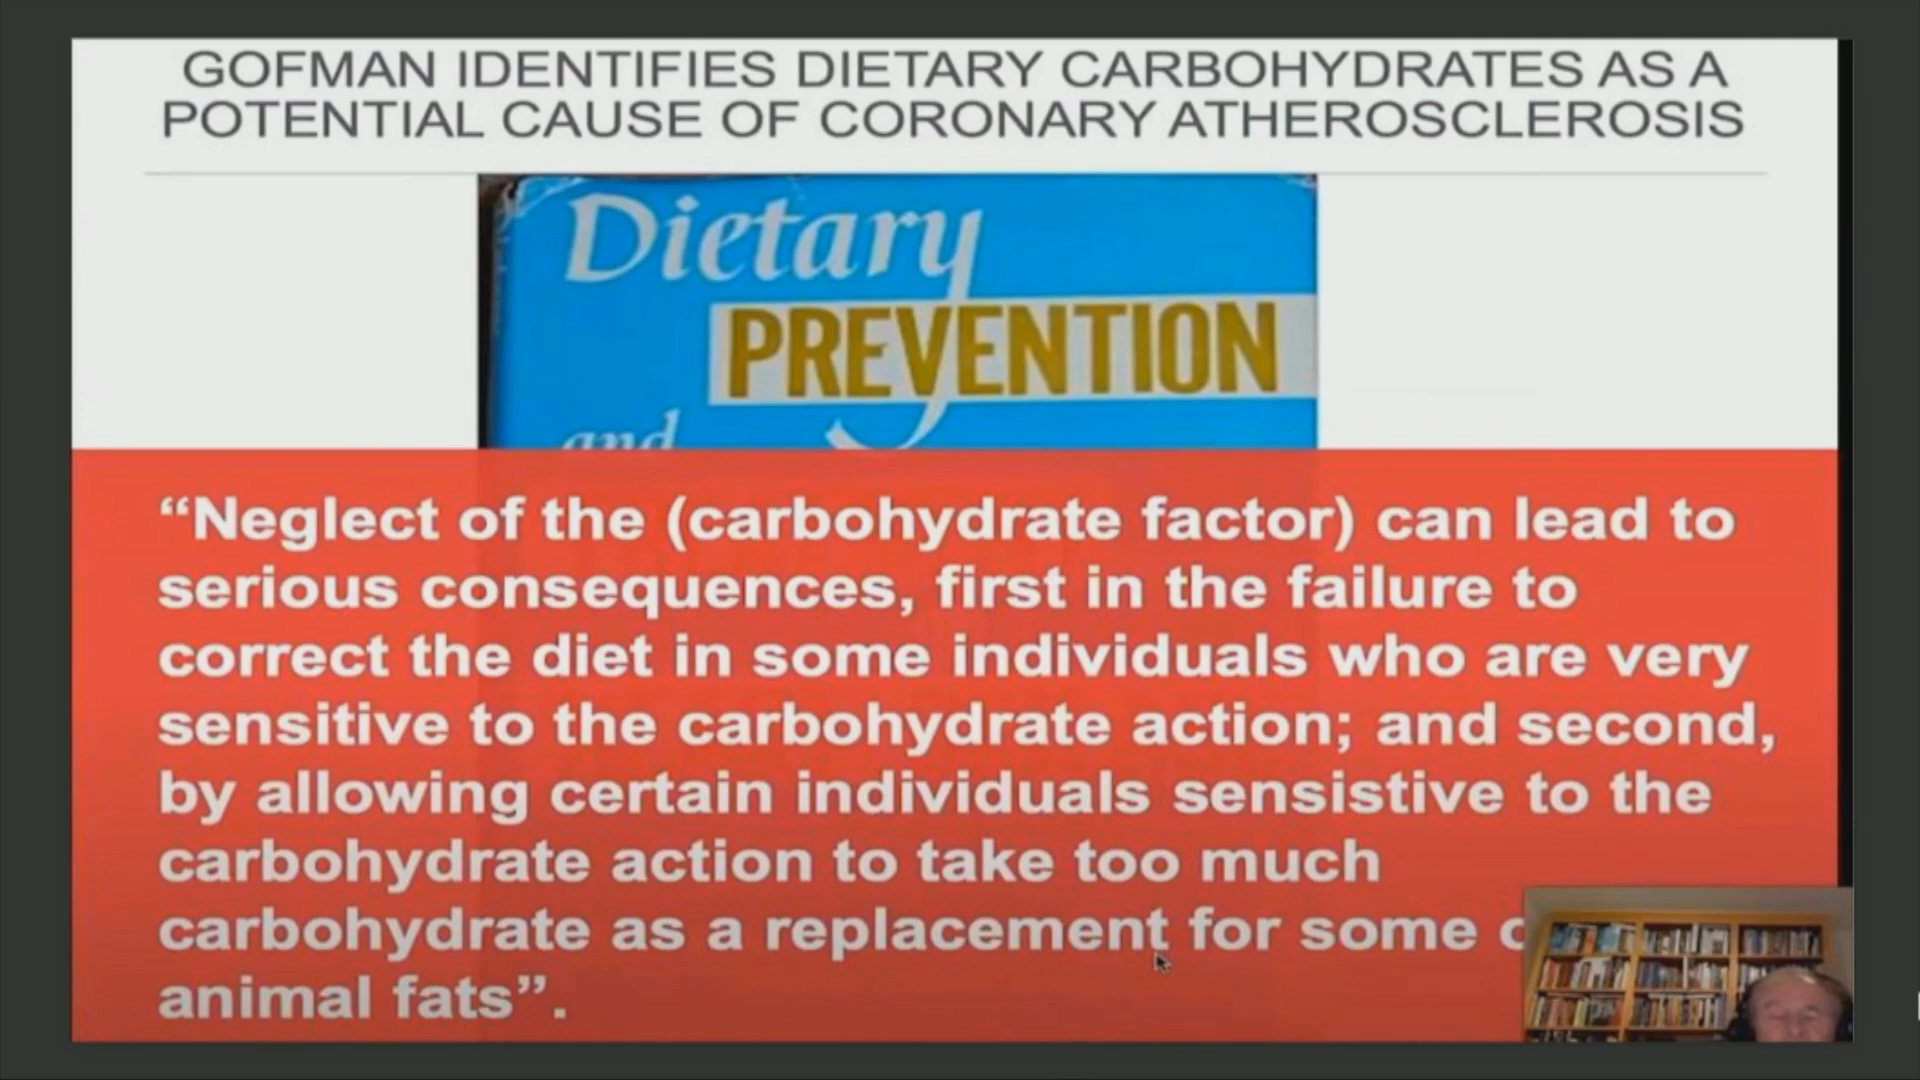 GOFMAN IDENTIFIES DIETARY CARBOHYDRATES AS A
POTENTIAL CAUSE OF CORONARY ATHEROSCLEROSIS
Dietary
PREVENTION
and
“Neglect of the (carbohydrate factor) can lead to
serious consequences, first in the failure to
correct the diet in some individuals who are very
sensitive to the carbohydrate action; and second,
by allowing certain individuals sensistive to the
carbohydrate action to take too much
carbohydrate as a replacement for some
animal fats”.